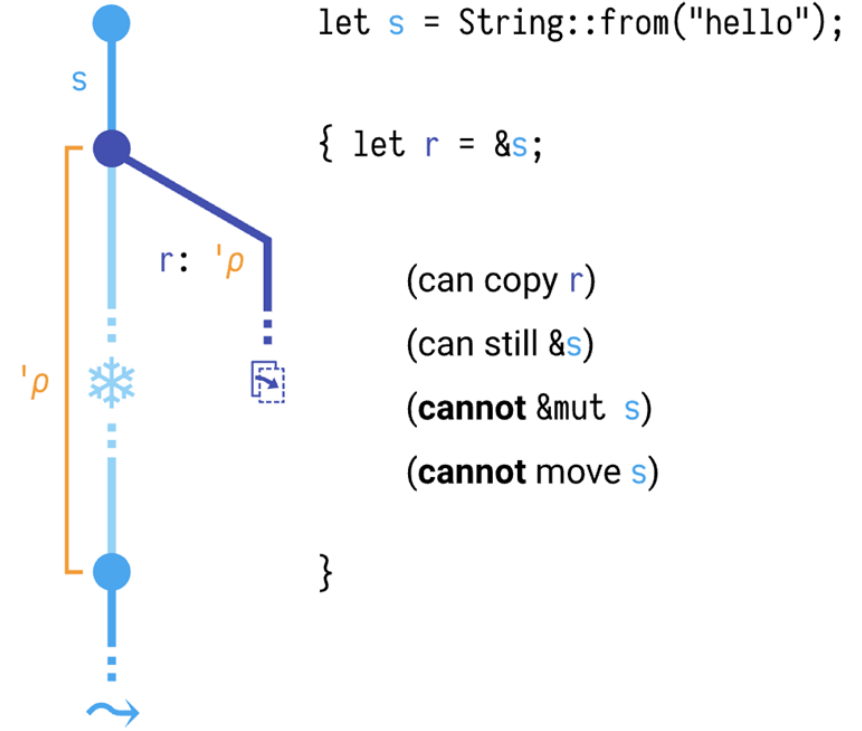 let s = String::from("hello");
s
{ let r = &s;
r: 'ρ
(can copy r)
(can still &s)
'ρ
(cannot &mut s)
(cannot move s)
}